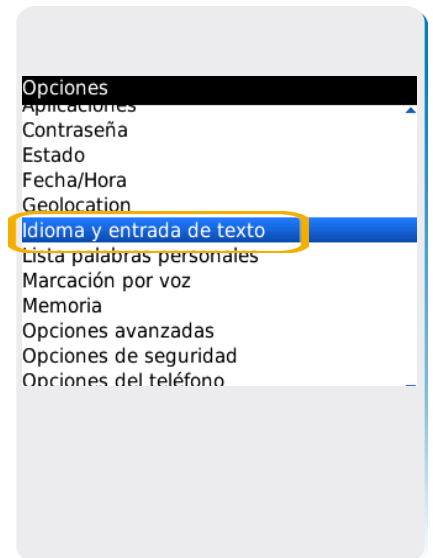 Opciones
Aplicaciones
Contraseña
Estado
Fecha/Hora
Geolocation
Idioma y entrada de texto
Lista palabras personales
Marcación por voz
Memoria
Opciones avanzadas
Opciones de seguridad
Opciones del teléfono